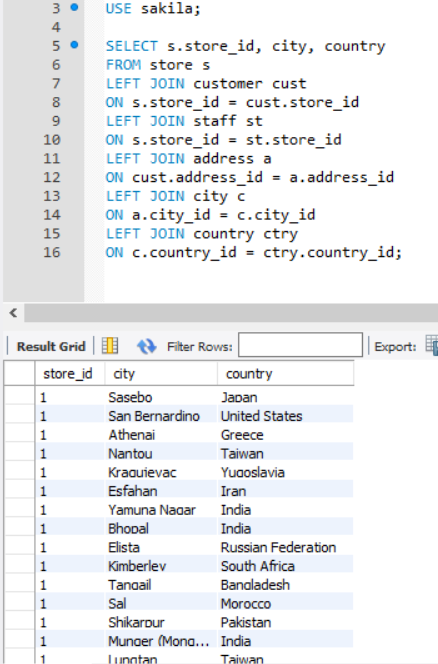 3 USE sakila;
4
5 SELECT s.store_id, city, country
6 FROM store s
7 LEFT JOIN customer cust
8 ON s.store_id = cust.store_id
9 LEFT JOIN staff st
10 ON s.store_id = st.store_id
11 LEFT JOIN address a
12 ON cust.address_id = a.address_id
13 LEFT JOIN city c
14 ON a.city_id = c.city_id
15 LEFT JOIN country ctry
16 ON c.country_id = ctry.country_id;
Result Grid Filter Rows: Export:
store_id city country
1 Sasebo Japan
1 San Bernardino United States
1 Athenai Greece
1 Nantou Taiwan
1 Kragujevac Yugoslavia
1 Esfahan Iran
1 Yamuna Nagar India
1 Bhopal India
1 Elista Russian Federation
1 Kimberley South Africa
1 Tangail Bangladesh
1 Sal Morocco
1 Shikarpur Pakistan
1 Munger (Mong... India
1 Lungtan Taiwan